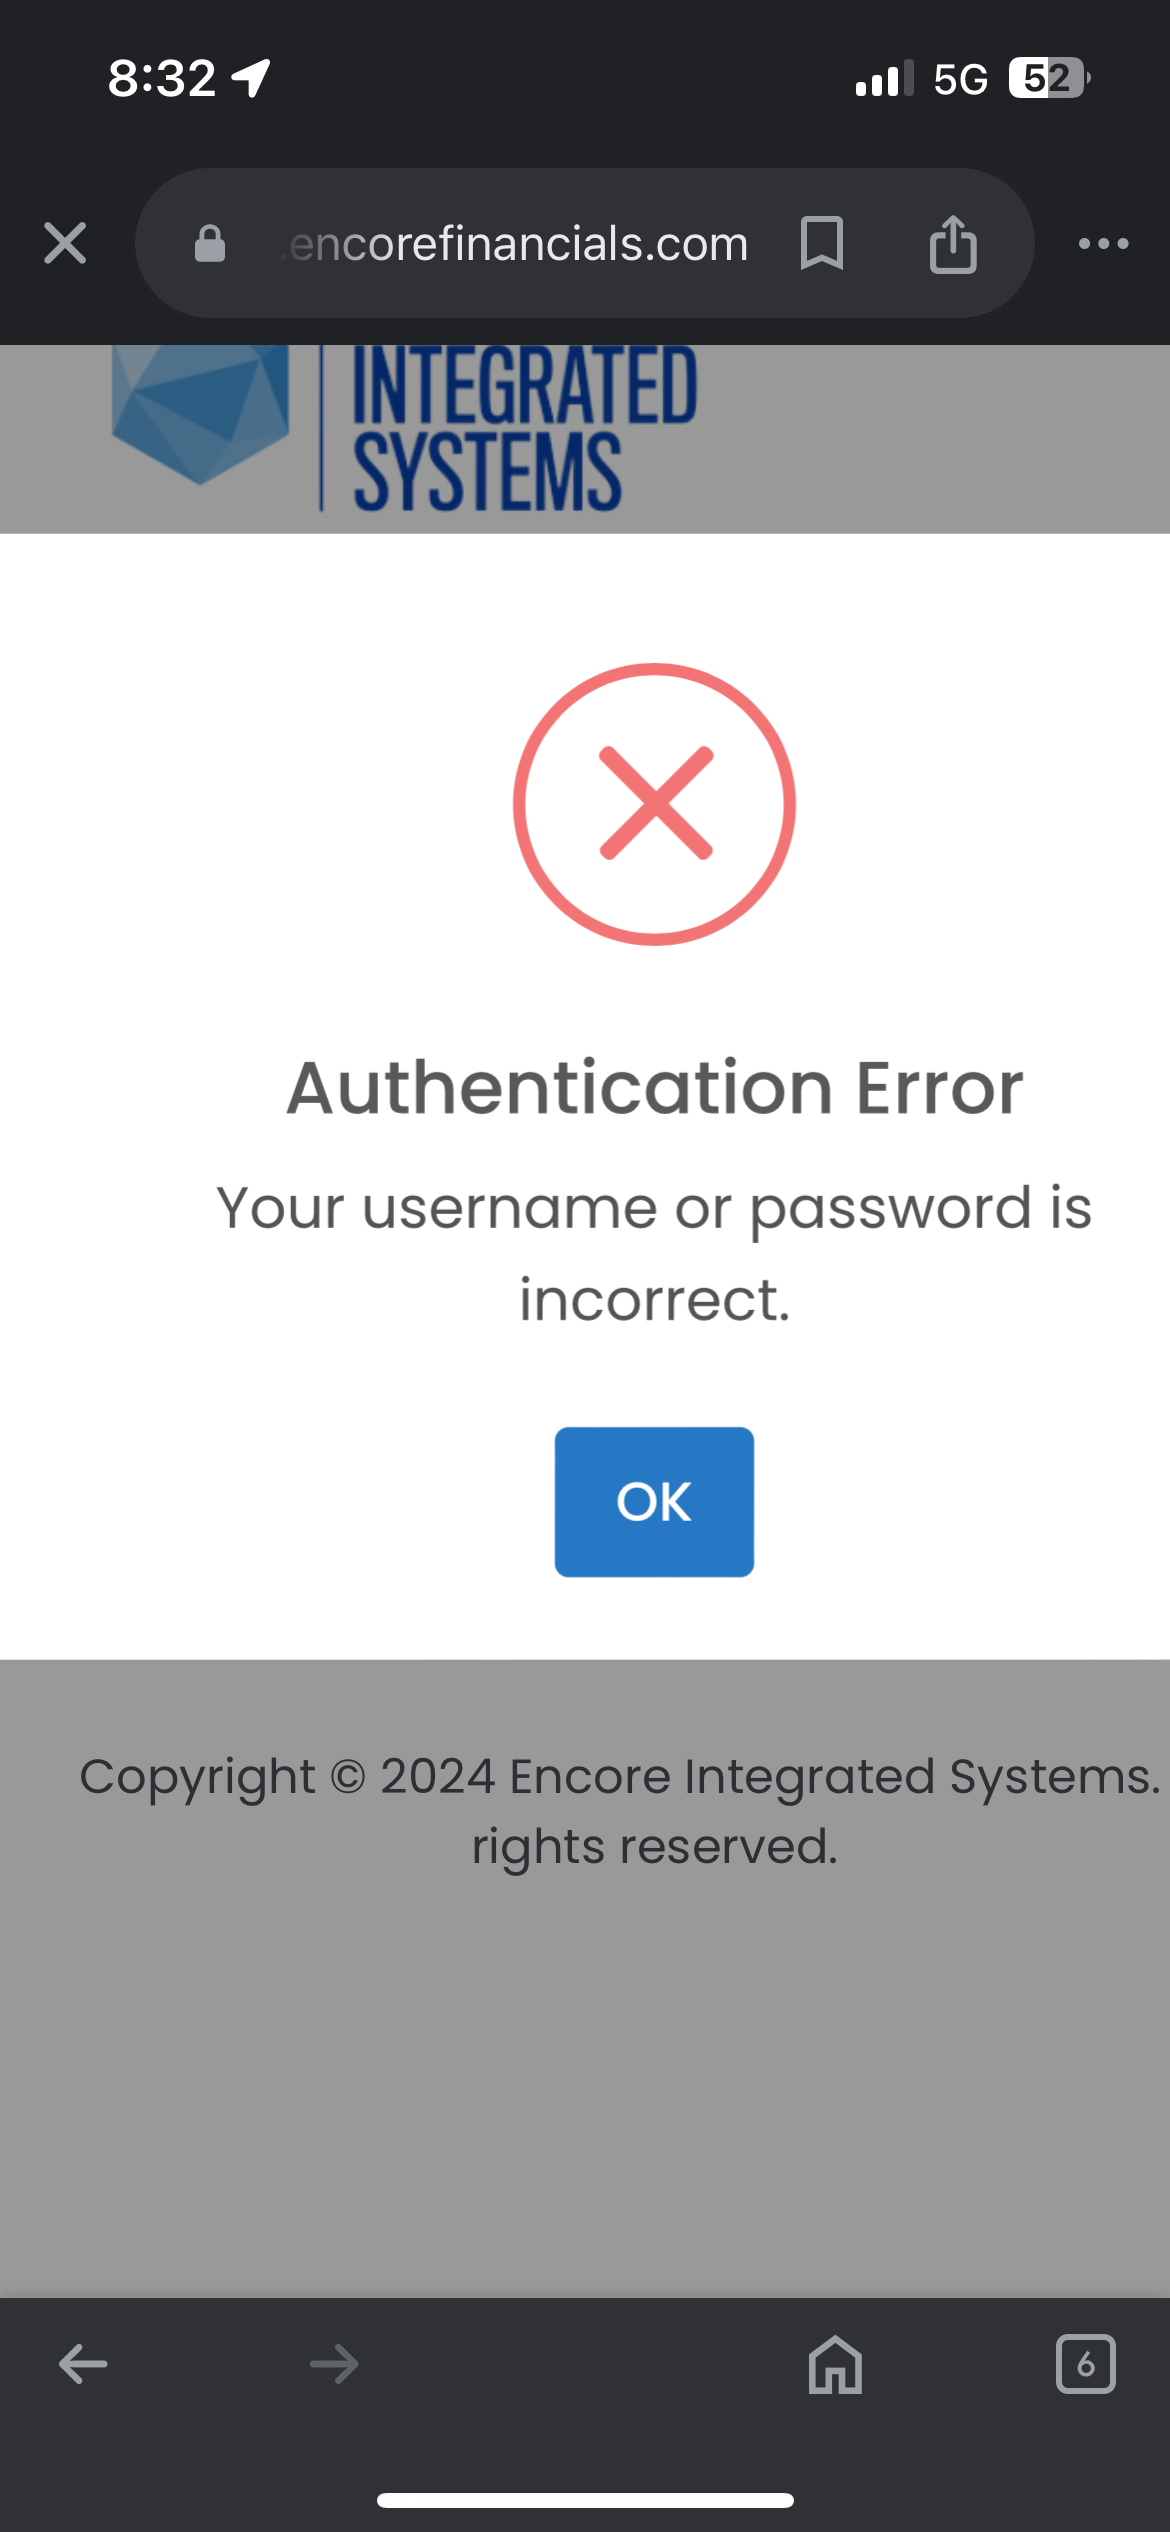 8:32
5G 52
.encorefinancials.com
INTEGRATED
SYSTEMS
Authentication Error
Your username or password is
incorrect.
OK
Copyright © 2024 Encore Integrated Systems.
rights reserved.
6